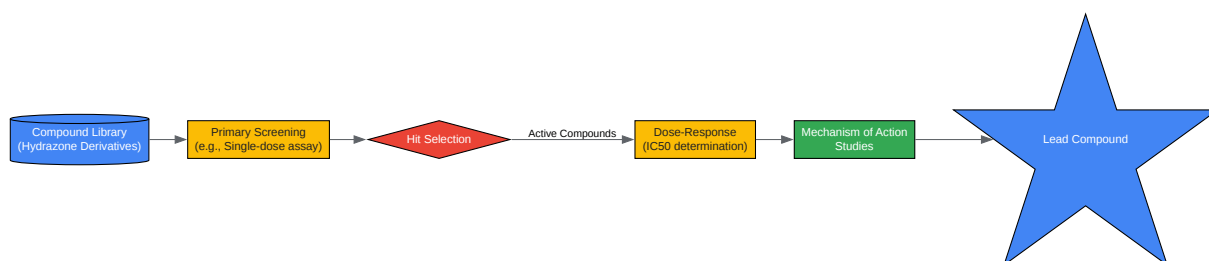 Compound Library
(Hydrazone Derivatives)
Primary Screening
(e.g., Single-dose assay)
Hit Selection
Active Compounds
Dose-Response
(IC50 determination)
Mechanism of Action
Studies
Lead Compound